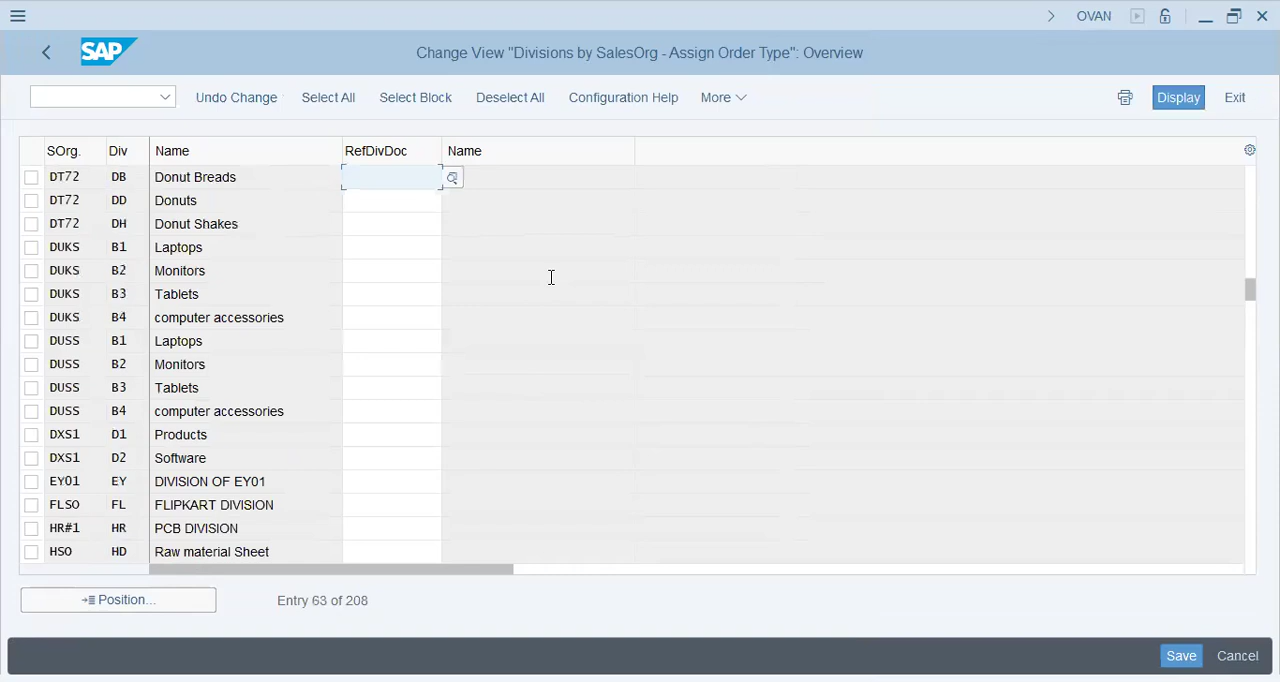 OVAN
SAP
Change View "Divisions by SalesOrg - Assign Order Type": Overview
Undo Change Select All Select Block Deselect All Configuration Help More Display Exit
SOrg. Div Name RefDivDoc Name
DT72 DB Donut Breads
DT72 DD Donuts
DT72 DH Donut Shakes
DUKS B1 Laptops
DUKS B2 Monitors
DUKS B3 Tablets
DUKS B4 computer accessories
DUSS B1 Laptops
DUSS B2 Monitors
DUSS B3 Tablets
DUSS B4 computer accessories
DXS1 D1 Products
DXS1 D2 Software
EY01 EY DIVISION OF EY01
FLSO FL FLIPKART DIVISION
HR#1 HR PCB DIVISION
HSO HD Raw material Sheet
Position... Entry 63 of 208
Save Cancel